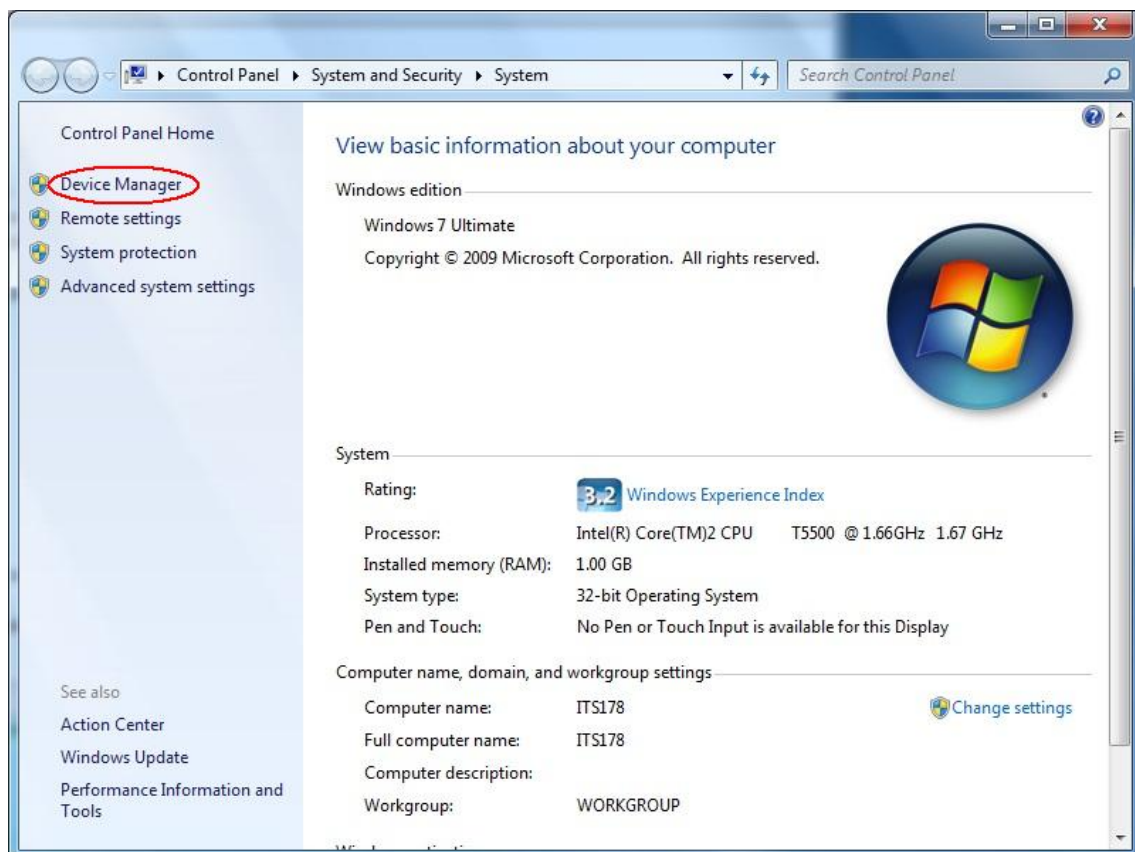 Control Panel ▸ System and Security ▸ System
Search Control Panel
Control Panel Home
Device Manager
Remote settings
System protection
Advanced system settings
See also
Action Center
Windows Update
Performance Information and
Tools
View basic information about your computer
Windows edition
Windows 7 Ultimate
Copyright © 2009 Microsoft Corporation. All rights reserved.
System
Rating: 3.2 Windows Experience Index
Processor: Intel(R) Core(TM)2 CPU T5500 @ 1.66GHz 1.67 GHz
Installed memory (RAM): 1.00 GB
System type: 32-bit Operating System
Pen and Touch: No Pen or Touch Input is available for this Display
Computer name, domain, and workgroup settings
Computer name: ITS178 Change settings
Full computer name: ITS178
Computer description:
Workgroup: WORKGROUP